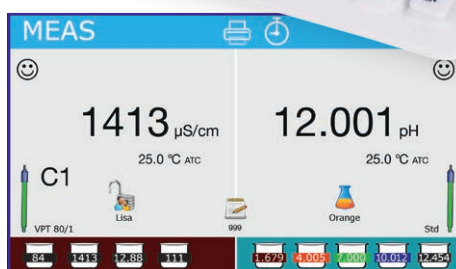 MEAS
1413 µS/cm
12.001 pH
25.0 °C ATC
25.0 °C ATC
C1
Lisa
Orange
VPT 80/1
999
Std
84 1413 12.88 111
1.679 4.005 7.000 10.012 12.454